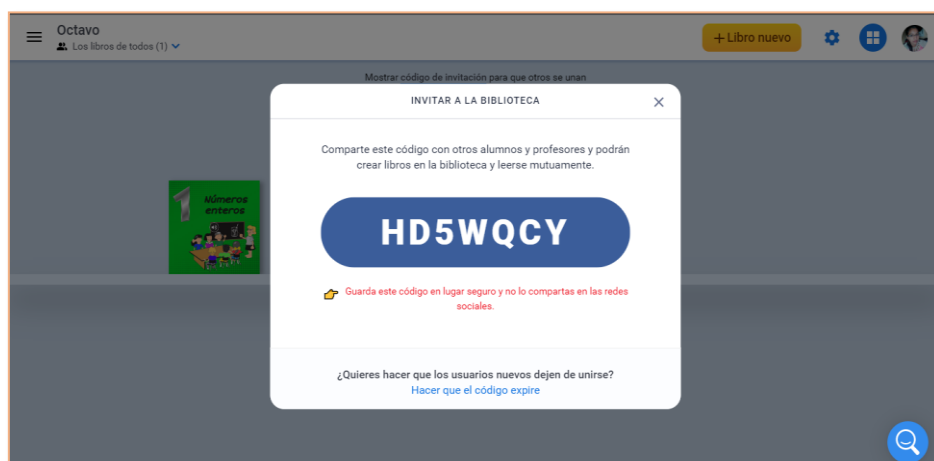 Octavo
Los libros de todos (1)
+ Libro nuevo
Mostrar código de invitación para que otros se unan
INVITAR A LA BIBLIOTECA
Comparte este código con otros alumnos y profesores y podrán
crear libros en la biblioteca y leerse mutuamente.
1 Números
enteros
HD5WQCY
Guarda este código en lugar seguro y no lo compartas en las redes
sociales.
¿Quieres hacer que los usuarios nuevos dejen de unirse?
Hacer que el código expire